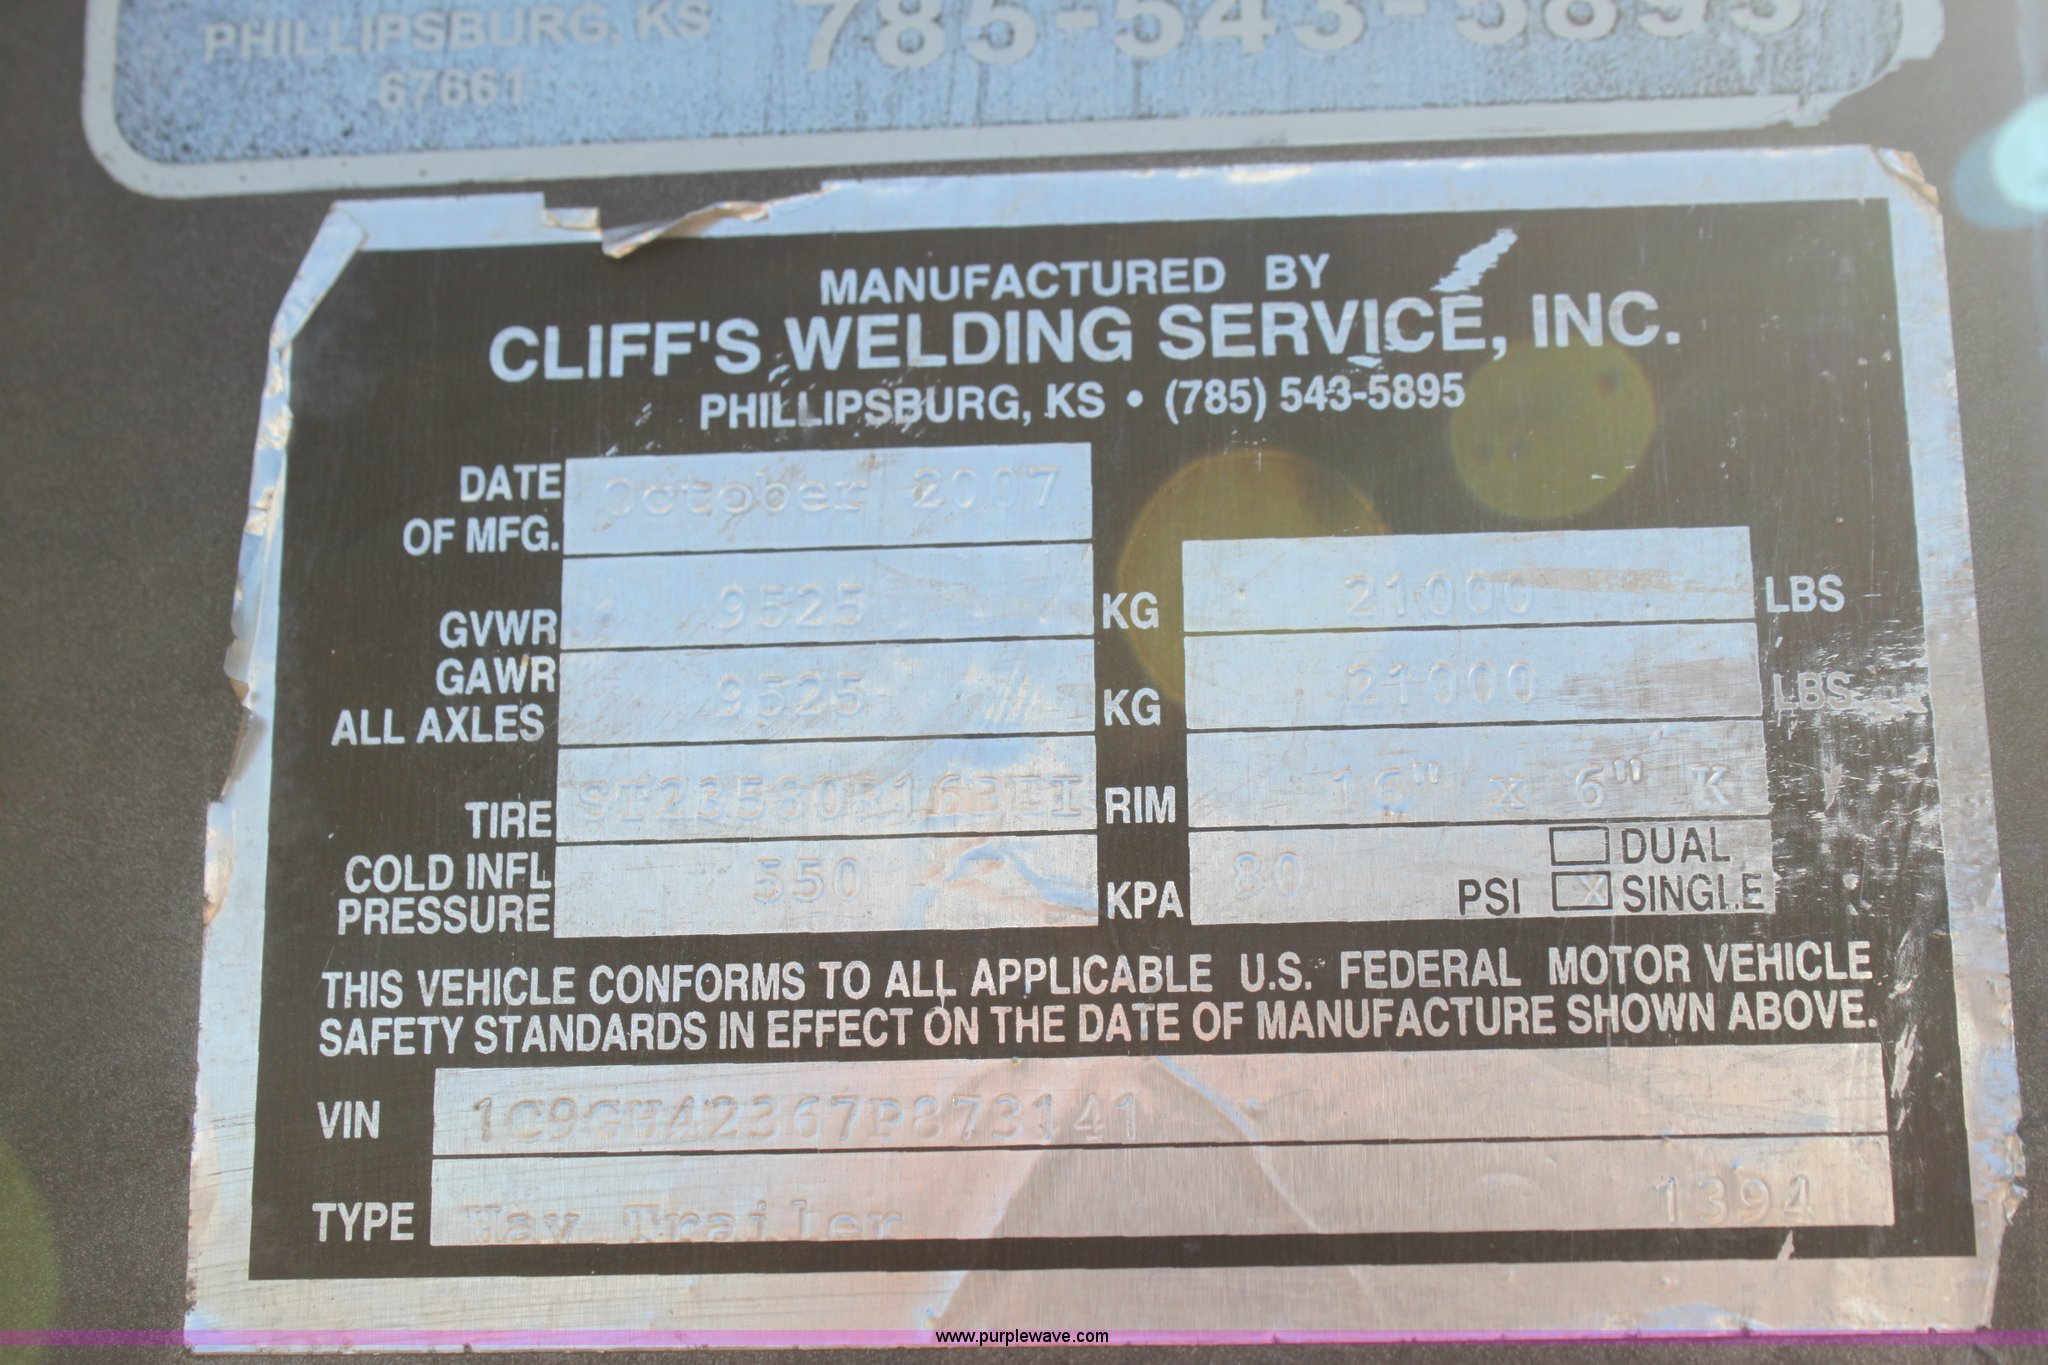 PHILLIPSBURG, KS 785-543-5895
67661
MANUFACTURED BY
CLIFF'S WELDING SERVICE, INC.
PHILLIPSBURG, KS • (785) 543-5895
DATE OF MFG. October 2007
GVWR 9525 KG 21000 LBS
GAWR ALL AXLES 9525 KG 21000 LBS
TIRE RIM 16" x 6" K
COLD INFL PRESSURE 550 KPA 80 PSI
DUAL
X SINGLE
THIS VEHICLE CONFORMS TO ALL APPLICABLE U.S. FEDERAL MOTOR VEHICLE
SAFETY STANDARDS IN EFFECT ON THE DATE OF MANUFACTURE SHOWN ABOVE.
VIN 1C9GHA2367P873141
TYPE Hay Trailer 1394
www.purplewave.com